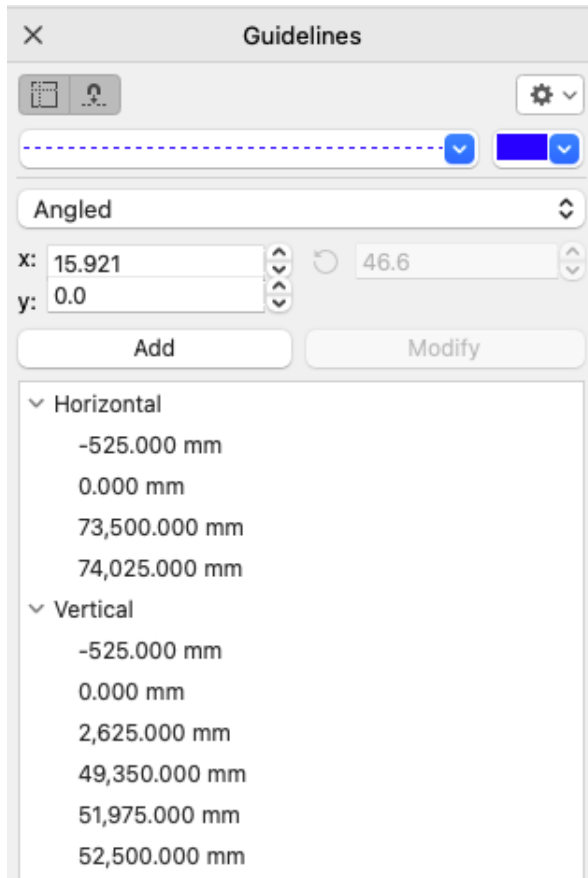 Guidelines
Angled
x: 15.921 46.6
y: 0.0
Add Modify
Horizontal
-525.000 mm
0.000 mm
73,500.000 mm
74,025.000 mm
Vertical
-525.000 mm
0.000 mm
2,625.000 mm
49,350.000 mm
51,975.000 mm
52,500.000 mm